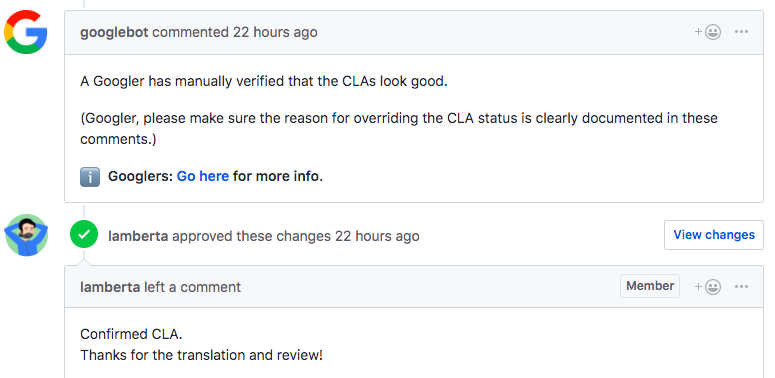 googlebot commented 22 hours ago
A Googler has manually verified that the CLAs look good.
(Googler, please make sure the reason for overriding the CLA status is clearly documented in these
comments.)
Googlers: Go here for more info.
lamberta approved these changes 22 hours ago
View changes
lamberta left a comment
Member
Confirmed CLA.
Thanks for the translation and review!